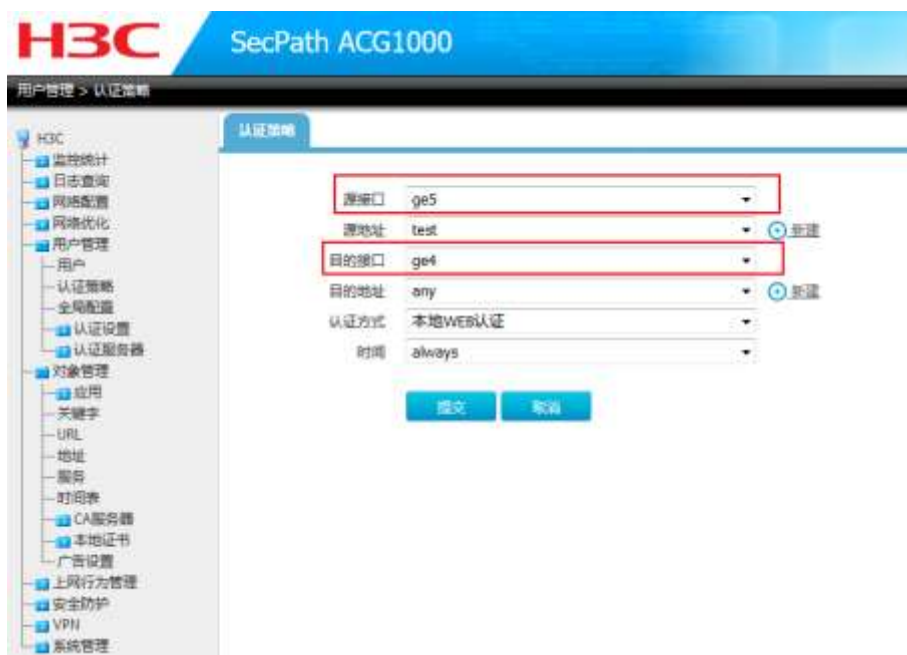 H3C
SecPath ACG1000
用户管理 > 认证策略
H3C
监控统计
日志查询
网络配置
网络优化
用户管理
用户
认证策略
全局配置
认证设置
认证服务器
对象管理
应用
关键字
URL
地址
服务
时间表
CA服务器
本地证书
广告设置
上网行为管理
安全防护
VPN
系统管理
认证策略
源接口 ge5
源地址 test 新建
目的接口 ge4
目的地址 any 新建
认证方式 本地WEB认证
时间 always
提交 取消